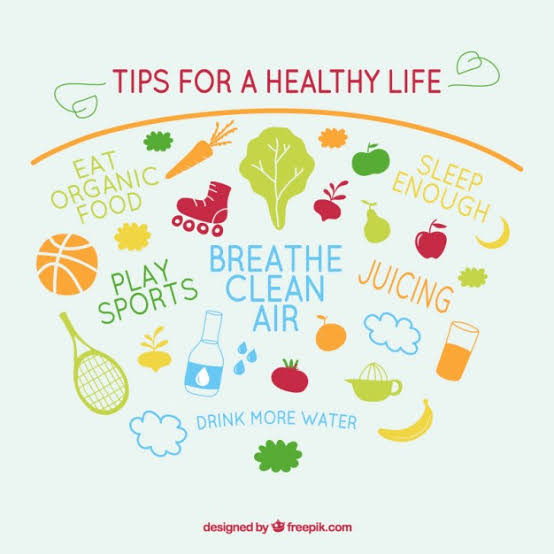 TIPS FOR A HEALTHY LIFE
EAT
ORGANIC
FOOD
SLEEP
ENOUGH
PLAY
SPORTS
BREATHE
CLEAN
AIR
JUICING
DRINK MORE WATER
designed by freepik.com